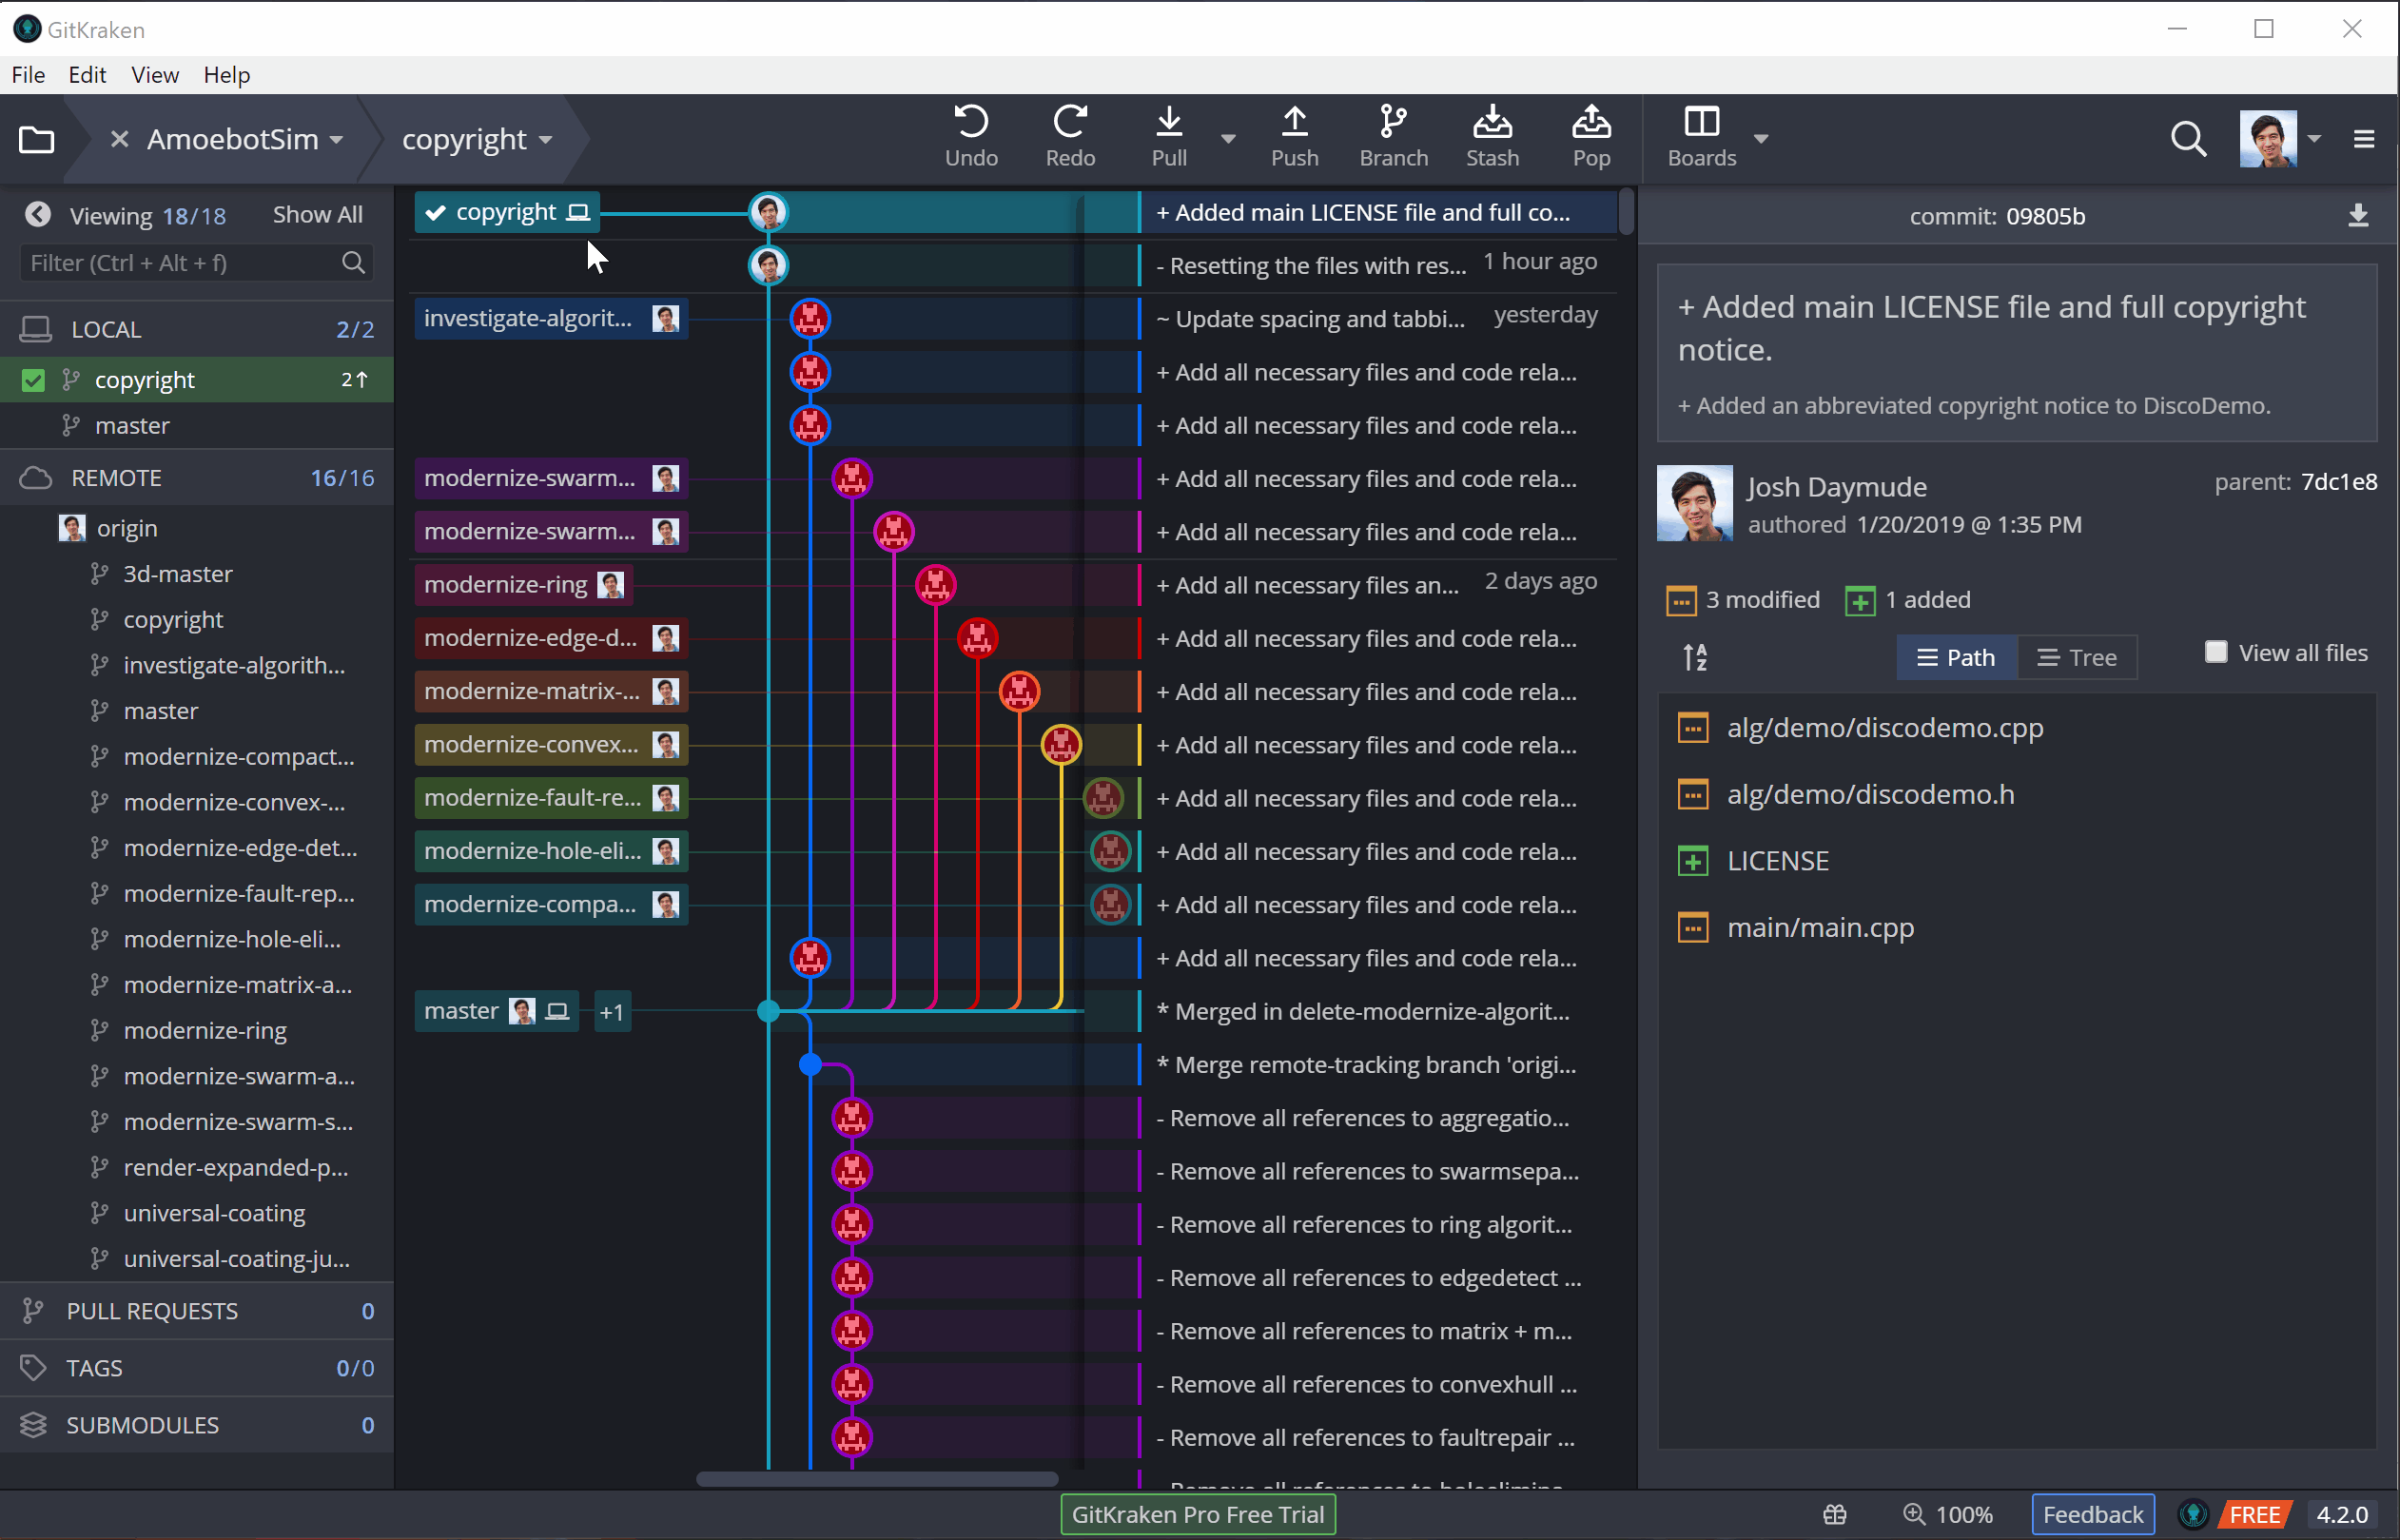 GitKraken
File Edit View Help
AmoebotSim copyright
Undo Redo Pull Push Branch Stash Pop Boards
Viewing 18/18 Show All
Filter (Ctrl + Alt + f)
LOCAL 2/2
copyright 2↑
master
REMOTE 16/16
origin
3d-master
copyright
investigate-algorith...
master
modernize-compact...
modernize-convex-...
modernize-edge-det...
modernize-fault-rep...
modernize-hole-eli...
modernize-matrix-a...
modernize-ring
modernize-swarm-a...
modernize-swarm-s...
render-expanded-p...
universal-coating
universal-coating-ju...
PULL REQUESTS 0
TAGS 0/0
SUBMODULES 0
copyright + Added main LICENSE file and full co...
- Resetting the files with res... 1 hour ago
investigate-algorit... ~ Update spacing and tabbi... yesterday
+ Add all necessary files and code rela...
+ Add all necessary files and code rela...
modernize-swarm... + Add all necessary files and code rela...
modernize-swarm... + Add all necessary files and code rela...
modernize-ring + Add all necessary files an... 2 days ago
modernize-edge-d... + Add all necessary files and code rela...
modernize-matrix-... + Add all necessary files and code rela...
modernize-convex... + Add all necessary files and code rela...
modernize-fault-re... + Add all necessary files and code rela...
modernize-hole-eli... + Add all necessary files and code rela...
modernize-compa... + Add all necessary files and code rela...
+ Add all necessary files and code rela...
master +1 * Merged in delete-modernize-algorit...
* Merge remote-tracking branch 'origi...
- Remove all references to aggregatio...
- Remove all references to swarmsepa...
- Remove all references to ring algorit...
- Remove all references to edgedetect ...
- Remove all references to matrix + m...
- Remove all references to convexhull ...
- Remove all references to faultrepair ...
commit: 09805b
+ Added main LICENSE file and full copyright
notice.
+ Added an abbreviated copyright notice to DiscoDemo.
Josh Daymude parent: 7dc1e8
authored 1/20/2019 @ 1:35 PM
3 modified 1 added
A Z Path Tree View all files
alg/demo/discodemo.cpp
alg/demo/discodemo.h
LICENSE
main/main.cpp
GitKraken Pro Free Trial 100% Feedback FREE 4.2.0